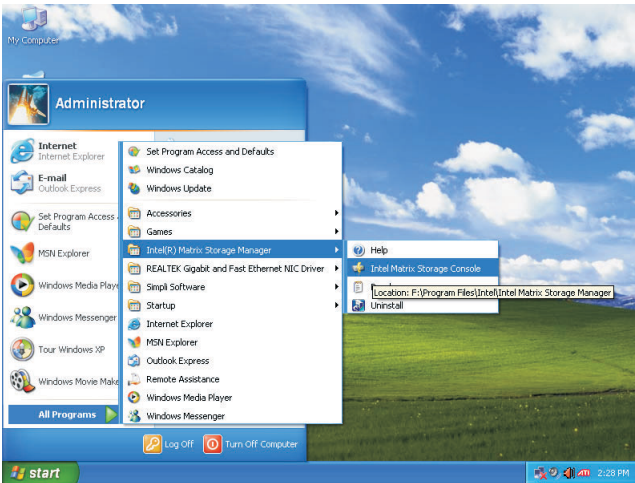 My Computer
Administrator
Internet
Internet Explorer
E-mail
Outlook Express
Set Program Access
Defaults
MSN Explorer
Windows Media Playe
Windows Messenger
Tour Windows XP
Windows Movie Make
All Programs
Set Program Access and Defaults
Windows Catalog
Windows Update
Accessories
Games
Intel(R) Matrix Storage Manager
REALTEK Gigabit and Fast Ethernet NIC Driver
Simpli Software
Startup
Internet Explorer
MSN Explorer
Outlook Express
Remote Assistance
Windows Media Player
Windows Messenger
Help
Intel Matrix Storage Console
Location: F:\Program Files\Intel\Intel Matrix Storage Manager
Uninstall
Log Off
Turn Off Computer
start
ATI
2:28 PM